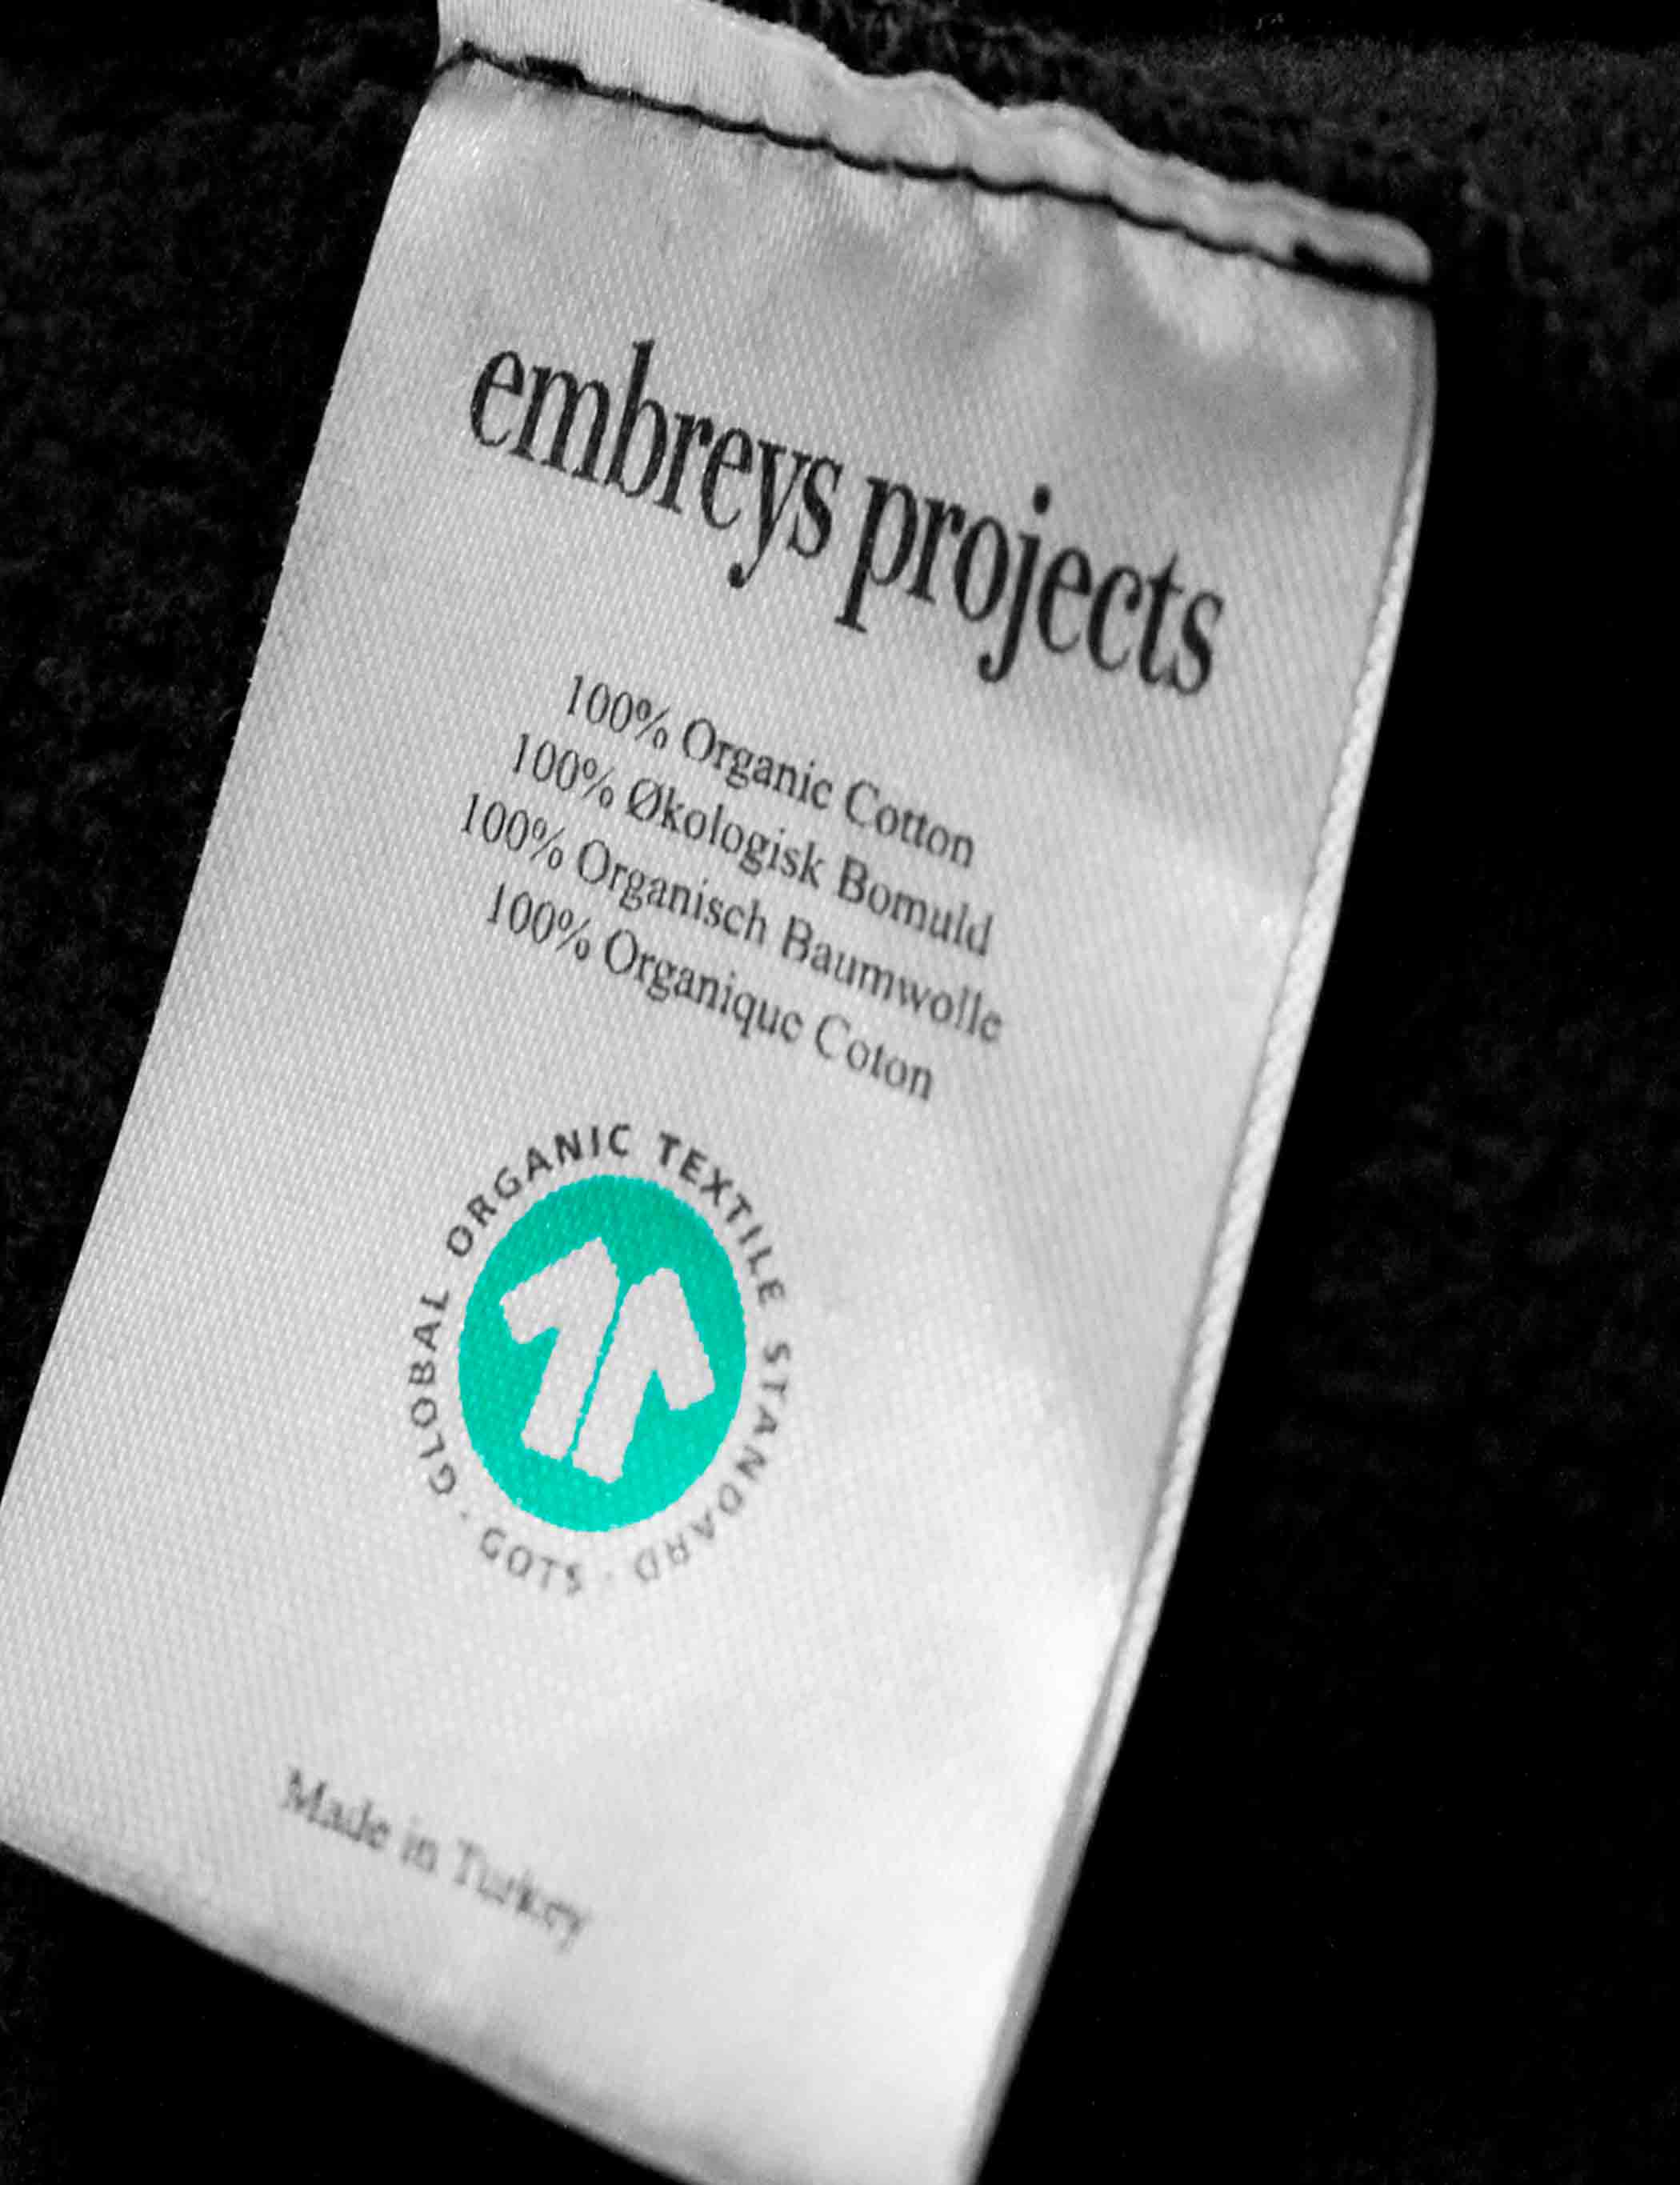 embreys projects
100% Organic Cotton
100% Økologisk Bomuld
100% Organisch Baumwolle
100% Organique Coton
GLOBAL ORGANIC TEXTILE STANDARD · GOTS ·
Made in Turkey